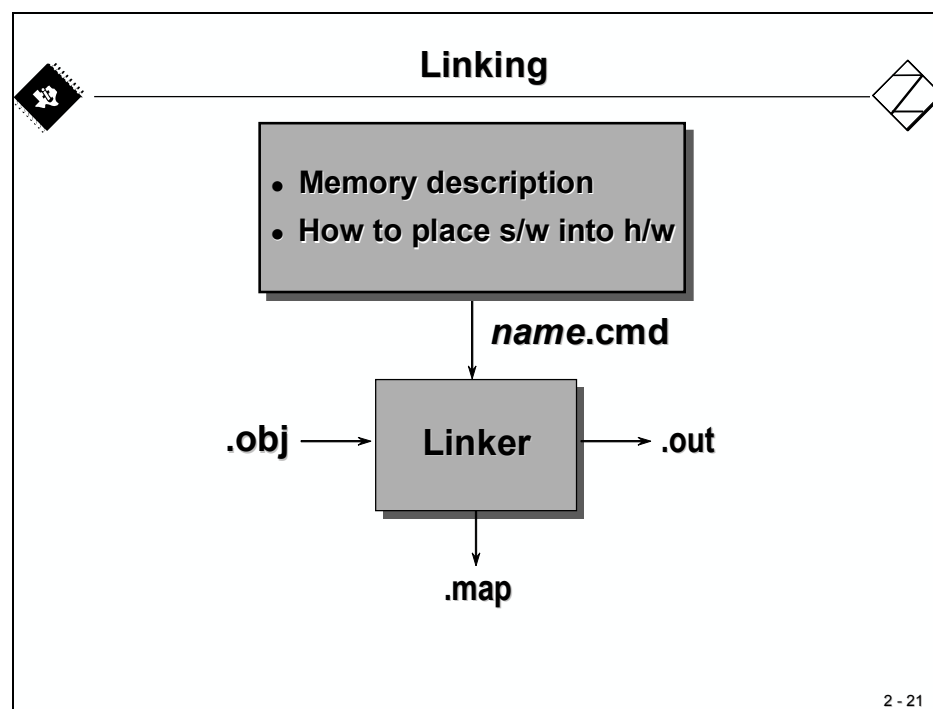 Linking
• Memory description
• How to place s/w into h/w
name.cmd
.obj
Linker
.out
.map
2 - 21